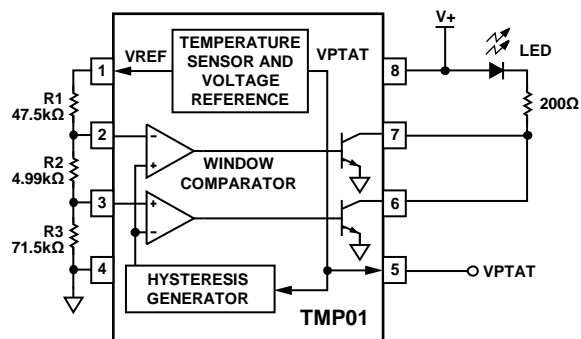 V+
VREF
TEMPERATURE
SENSOR AND
VOLTAGE
REFERENCE
VPTAT
1
8
LED
R1
47.5kΩ
200Ω
2
7
–
+
R2
4.99kΩ
WINDOW
COMPARATOR
3
6
+
–
R3
71.5kΩ
4
HYSTERESIS
GENERATOR
5
VPTAT
TMP01